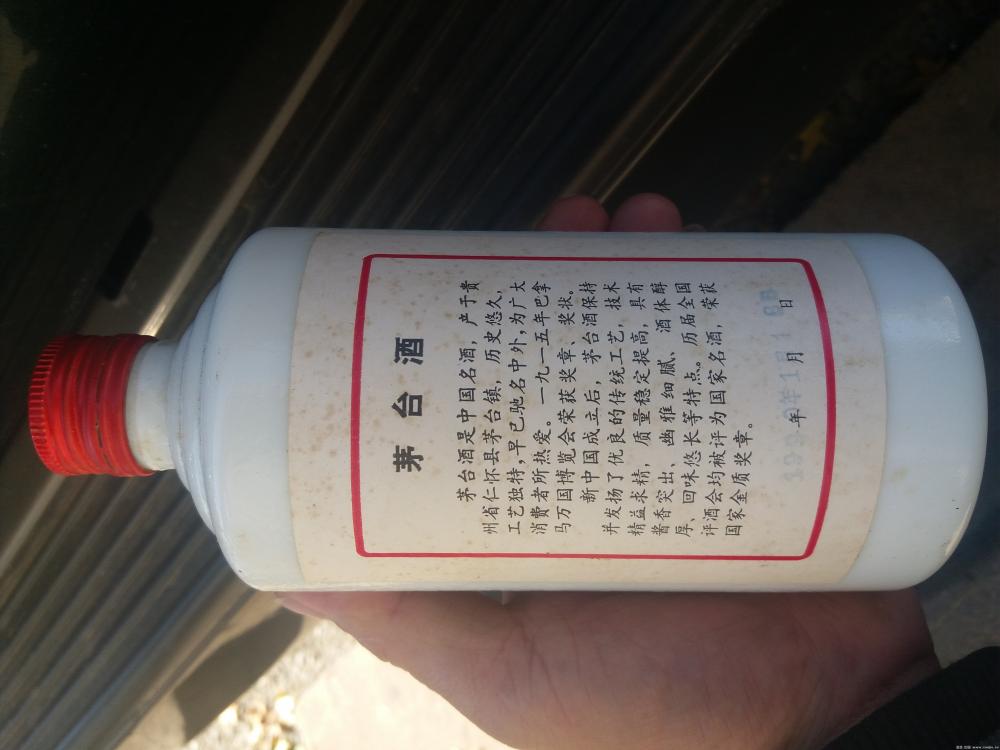 茅台酒
茅台酒是中国名酒，产于贵
州省仁怀县茅台镇，历史悠久，
工艺独特，早已驰名中外，为广大
消费者所热爱。一九一五年巴拿
马万国博览会荣获奖章、奖状。
新中国成立后，茅台酒保持
并发扬了优良的传统工艺，技术
精益求精，质量稳定提高，具有
酱香突出、幽雅细腻、酒体醇
厚、回味悠长等特点。历届全国
评酒会均被评为国家名酒，荣获
国家金质奖章。
年 月 日